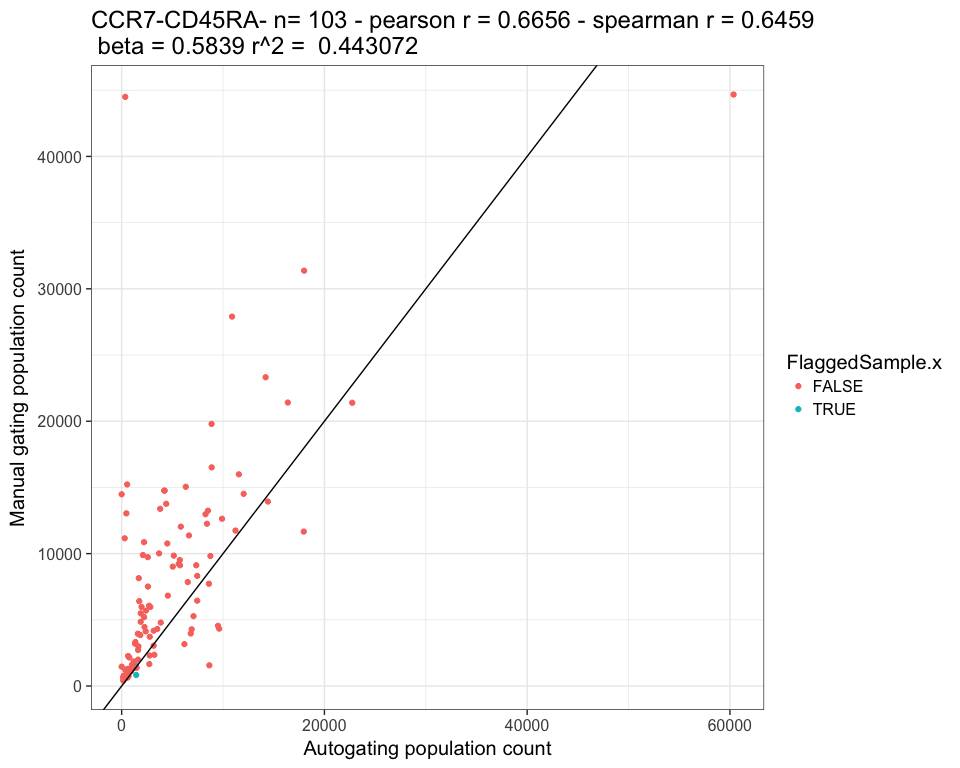 CCR7-CD45RA- n= 103 - pearson r = 0.6656 - spearman r = 0.6459
beta = 0.5839 r^2 =  0.443072
Manual gating population count
40000
30000
20000
10000
0
0
20000
40000
60000
Autogating population count
FlaggedSample.x
FALSE
TRUE